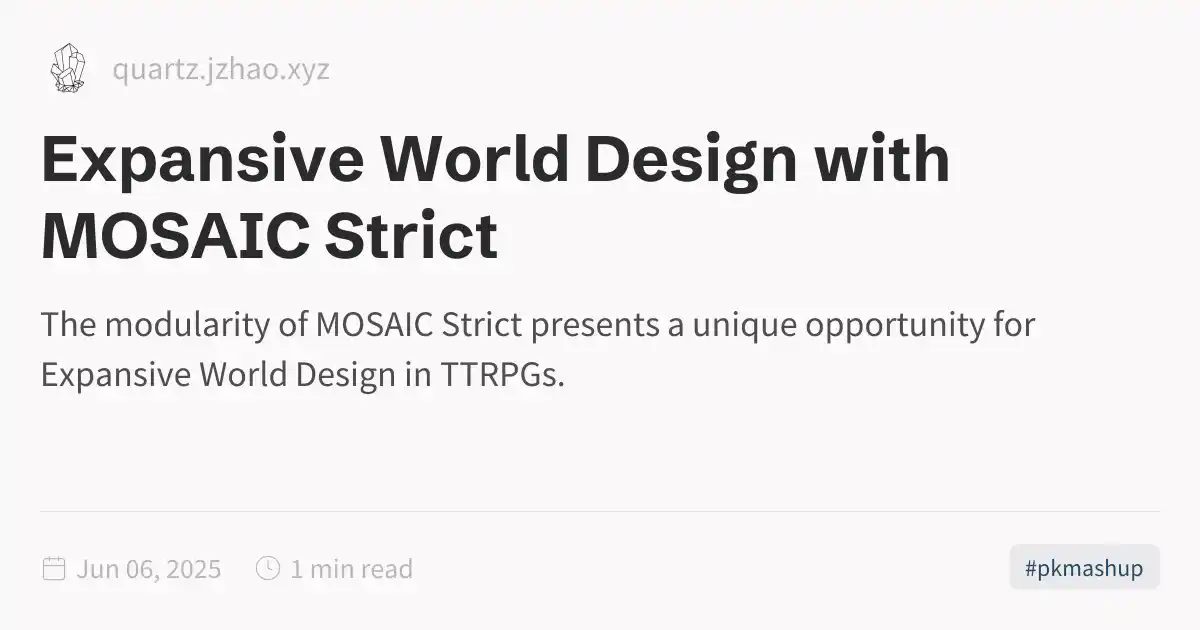 quartz.jzhao.xyz
Expansive World Design with
MOSAIC Strict
The modularity of MOSAIC Strict presents a unique opportunity for
Expansive World Design in TTRPGs.
Jun 06, 2025 1 min read #pkmashup